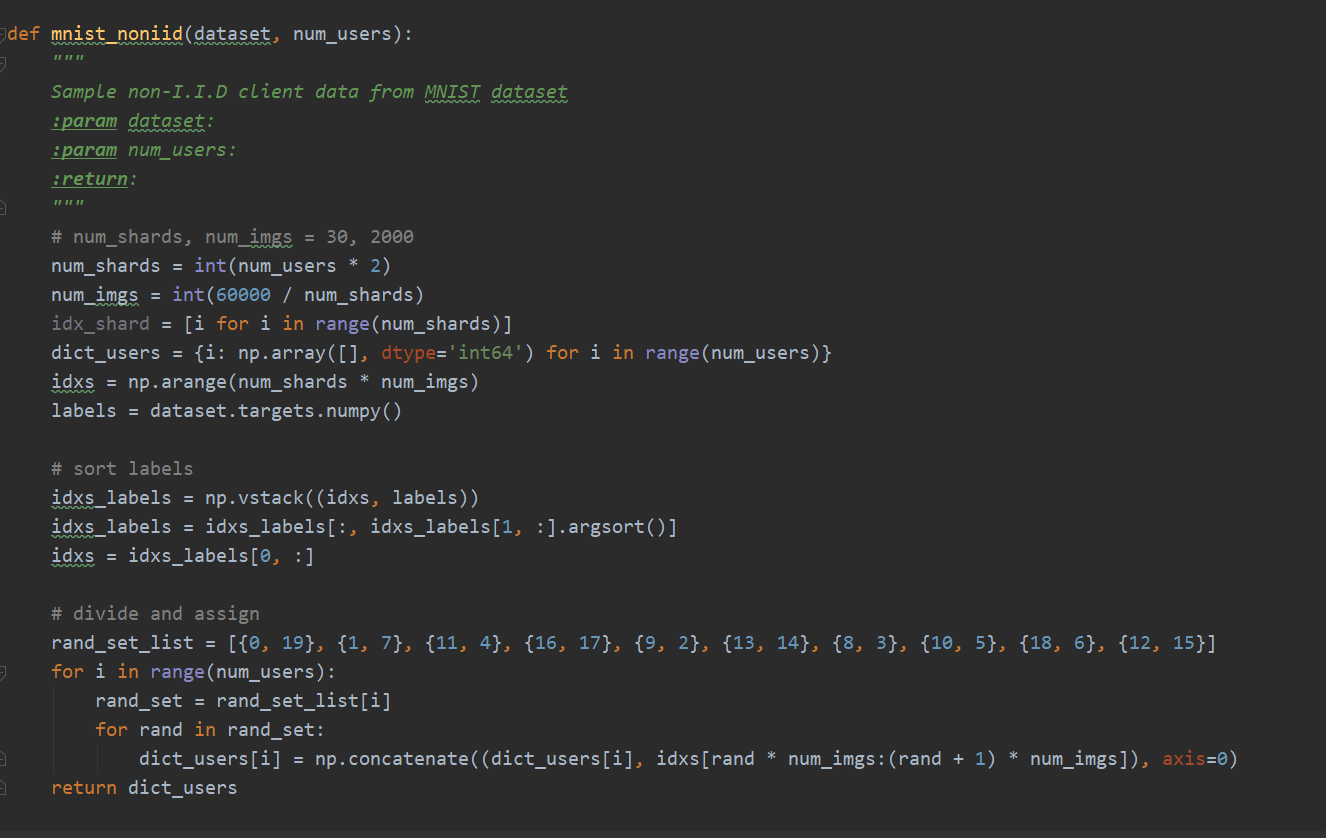 def mnist_noniid(dataset, num_users):
    """
    Sample non-I.I.D client data from MNIST dataset
    :param dataset:
    :param num_users:
    :return:
    """
    # num_shards, num_imgs = 30, 2000
    num_shards = int(num_users * 2)
    num_imgs = int(60000 / num_shards)
    idx_shard = [i for i in range(num_shards)]
    dict_users = {i: np.array([], dtype='int64') for i in range(num_users)}
    idxs = np.arange(num_shards * num_imgs)
    labels = dataset.targets.numpy()

    # sort labels
    idxs_labels = np.vstack((idxs, labels))
    idxs_labels = idxs_labels[:, idxs_labels[1, :].argsort()]
    idxs = idxs_labels[0, :]

    # divide and assign
    rand_set_list = [{0, 19}, {1, 7}, {11, 4}, {16, 17}, {9, 2}, {13, 14}, {8, 3}, {10, 5}, {18, 6}, {12, 15}]
    for i in range(num_users):
        rand_set = rand_set_list[i]
        for rand in rand_set:
            dict_users[i] = np.concatenate((dict_users[i], idxs[rand * num_imgs:(rand + 1) * num_imgs]), axis=0)
    return dict_users